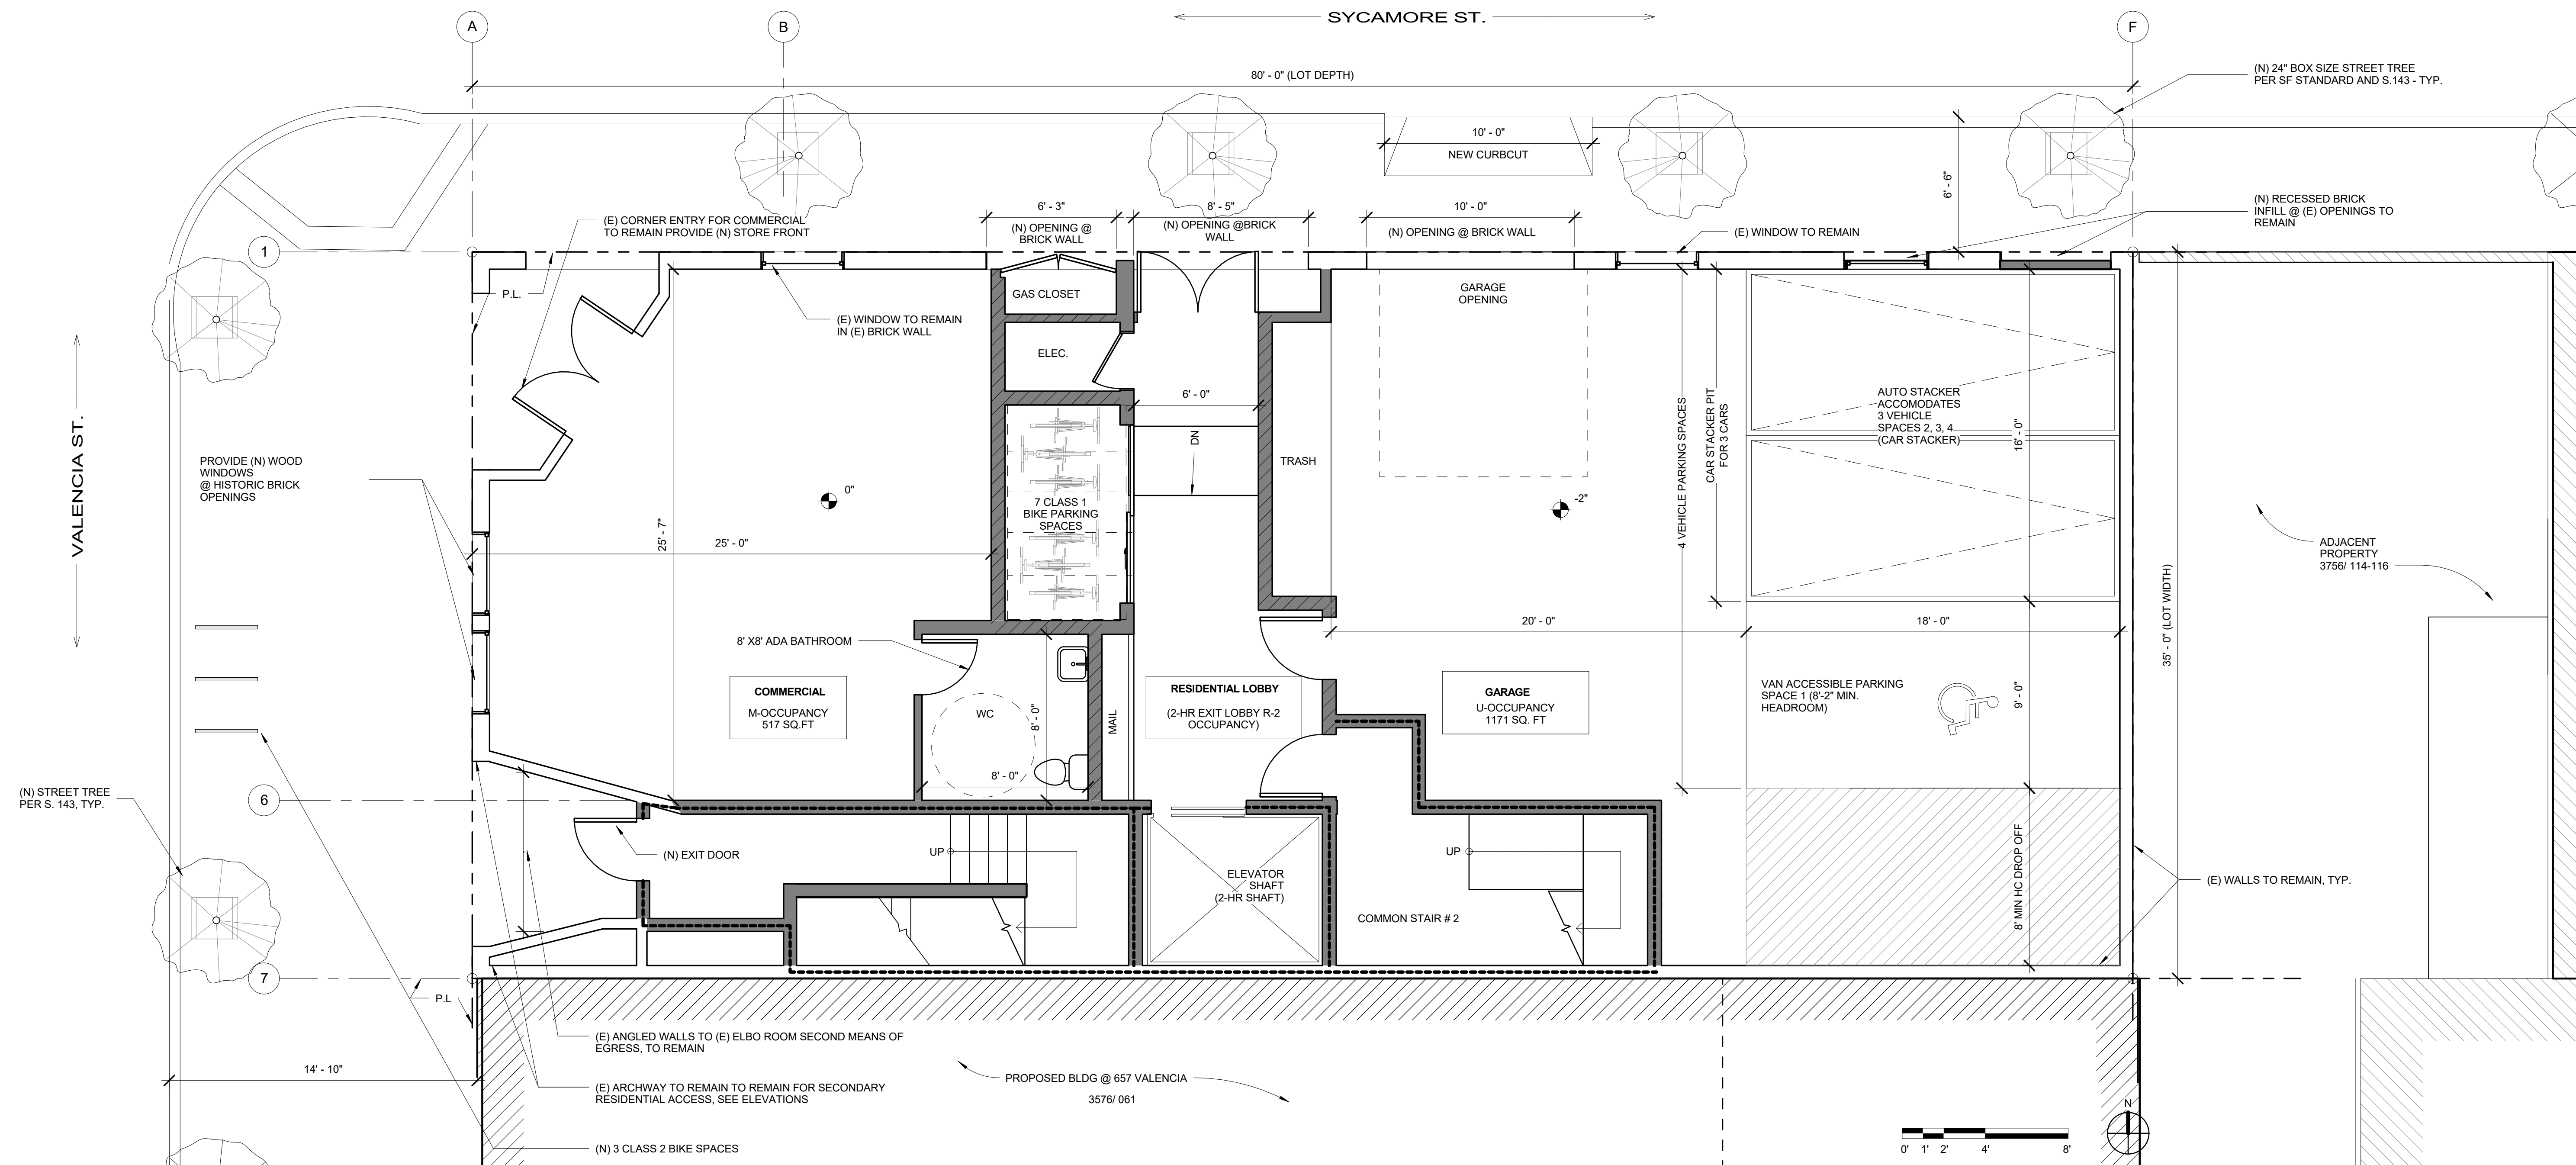 SYCAMORE ST.
A
B
F
80' - 0" (LOT DEPTH)
(N) 24" BOX SIZE STREET TREE
PER SF STANDARD AND S.143 - TYP.
10' - 0"
NEW CURBCUT
6' - 6"
(N) RECESSED BRICK
INFILL @ (E) OPENINGS TO
REMAIN
(E) CORNER ENTRY FOR COMMERCIAL
TO REMAIN PROVIDE (N) STORE FRONT
6' - 3"
(N) OPENING @
BRICK WALL
8' - 5"
(N) OPENING @BRICK
WALL
10' - 0"
(N) OPENING @ BRICK WALL
(E) WINDOW TO REMAIN
1
P.L.
GAS CLOSET
GARAGE
OPENING
(E) WINDOW TO REMAIN
IN (E) BRICK WALL
ELEC.
6' - 0"
DN
VALENCIA ST.
PROVIDE (N) WOOD
WINDOWS
@ HISTORIC BRICK
OPENINGS
TRASH
4 VEHICLE PARKING SPACES
CAR STACKER PIT
FOR 3 CARS
AUTO STACKER
ACCOMODATES
3 VEHICLE
SPACES 2, 3, 4
(CAR STACKER)
16' - 0"
0"
-2"
7 CLASS 1
BIKE PARKING
SPACES
25' - 7"
25' - 0"
ADJACENT
PROPERTY
3756/ 114-116
35' - 0" (LOT WIDTH)
20' - 0"
18' - 0"
8' X8' ADA BATHROOM
COMMERCIAL
M-OCCUPANCY
517 SQ.FT
WC
8' - 0"
8' - 0"
MAIL
RESIDENTIAL LOBBY
(2-HR EXIT LOBBY R-2
OCCUPANCY)
GARAGE
U-OCCUPANCY
1171 SQ. FT
VAN ACCESSIBLE PARKING
SPACE 1 (8'-2" MIN.
HEADROOM)
9' - 0"
(N) STREET TREE
PER S. 143, TYP.
6
(N) EXIT DOOR
UP
ELEVATOR
SHAFT
(2-HR SHAFT)
UP
COMMON STAIR # 2
8' MIN HC DROP OFF
(E) WALLS TO REMAIN, TYP.
7
P.L
(E) ANGLED WALLS TO (E) ELBO ROOM SECOND MEANS OF
EGRESS, TO REMAIN
14' - 10"
(E) ARCHWAY TO REMAIN TO REMAIN FOR SECONDARY
RESIDENTIAL ACCESS, SEE ELEVATIONS
PROPOSED BLDG @ 657 VALENCIA
3576/ 061
(N) 3 CLASS 2 BIKE SPACES
N
0' 1' 2' 4' 8'